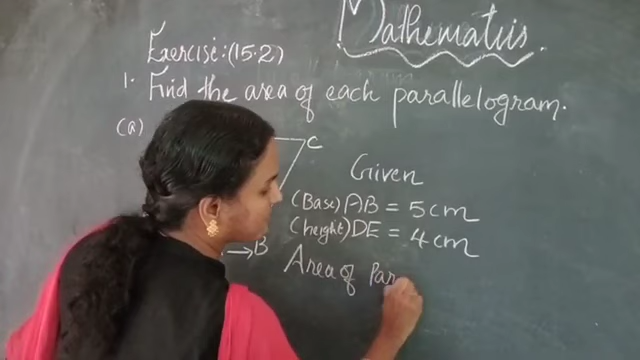 Mathematics.
Exercise:(15.2)
1. Find the area of each parallelogram.
(a)
C
Given
(Base) AB = 5cm
(height) DE = 4cm
B
Area of Par